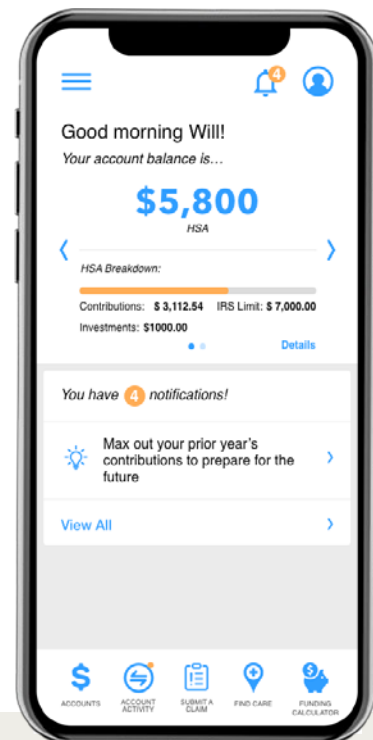 4
Good morning Will!
Your account balance is...
$5,800
HSA
HSA Breakdown:
Contributions: $ 3,112.54 IRS Limit: $ 7,000.00
Investments: $1000.00
Details
You have 4 notifications!
Max out your prior year's
contributions to prepare for the
future
View All
ACCOUNTS
ACCOUNT
ACTIVITY
SUBMIT A
CLAIM
FIND CARE
FUNDING
CALCULATOR